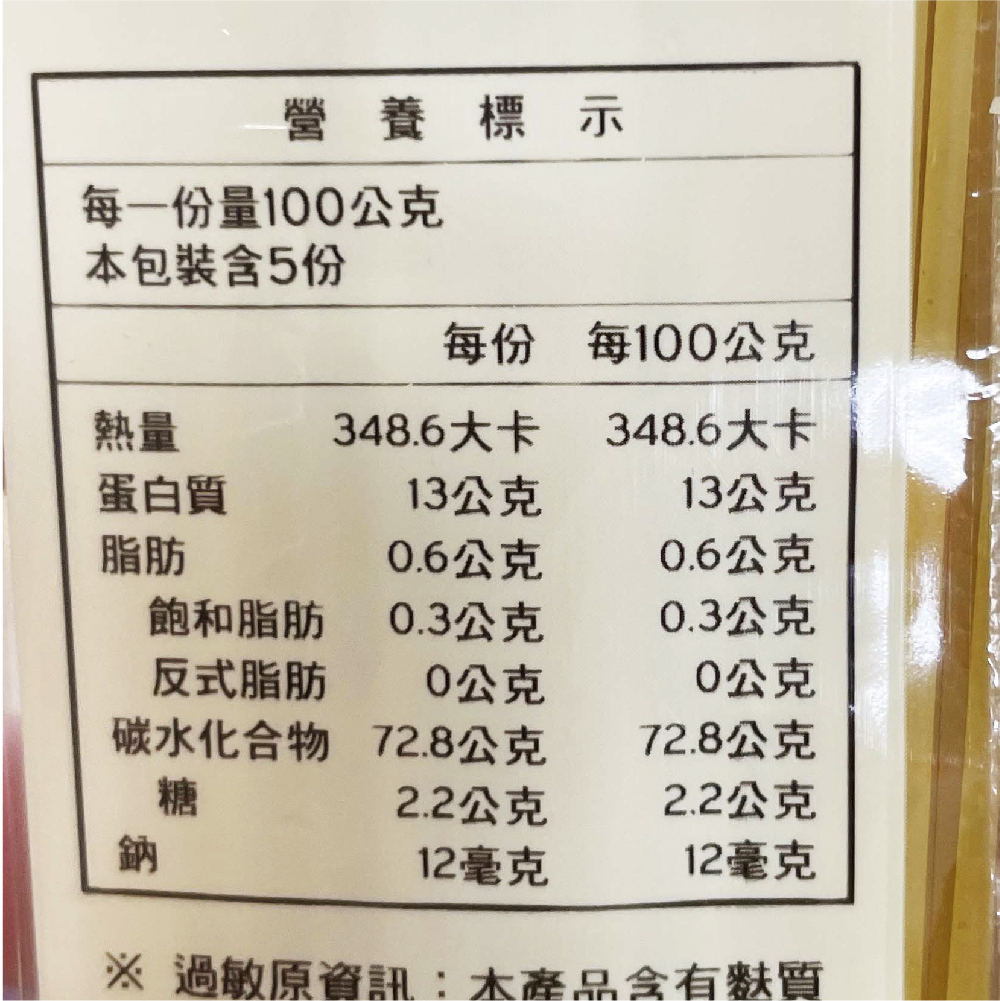 營養標示
每一份量100公克
本包裝含5份
每份 每100公克
熱量 348.6大卡 348.6大卡
蛋白質 13公克 13公克
脂肪 0.6公克 0.6公克
飽和脂肪 0.3公克 0.3公克
反式脂肪 0公克 0公克
碳水化合物 72.8公克 72.8公克
糖 2.2公克 2.2公克
鈉 12毫克 12毫克
※ 過敏原資訊：本產品含有麩質